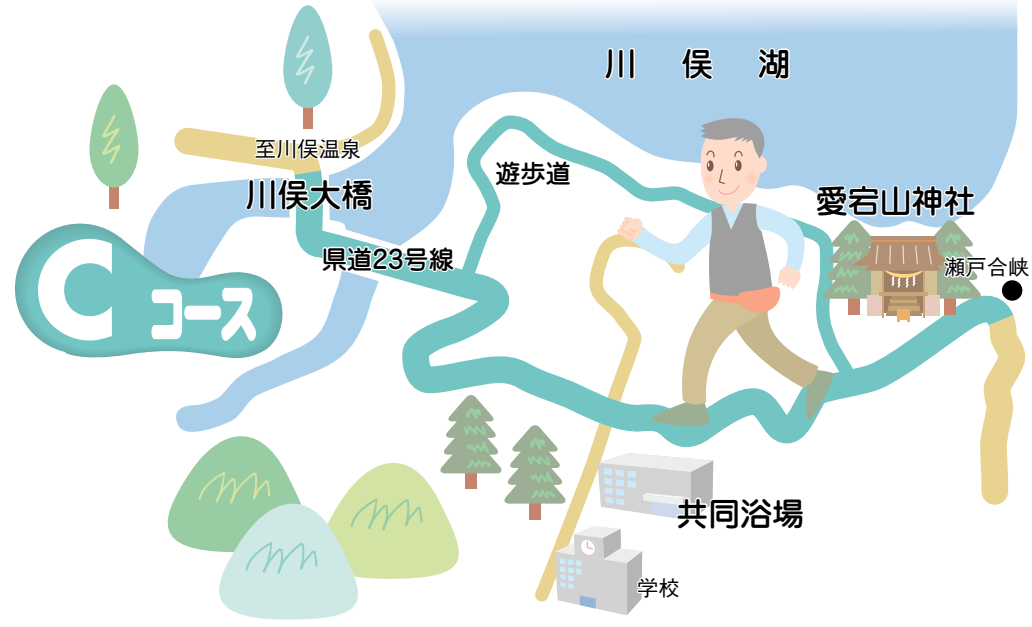 川俣湖
至川俣温泉
川俣大橋
遊歩道
愛宕山神社
県道23号線
瀬戸合峡
Cコース
共同浴場
学校